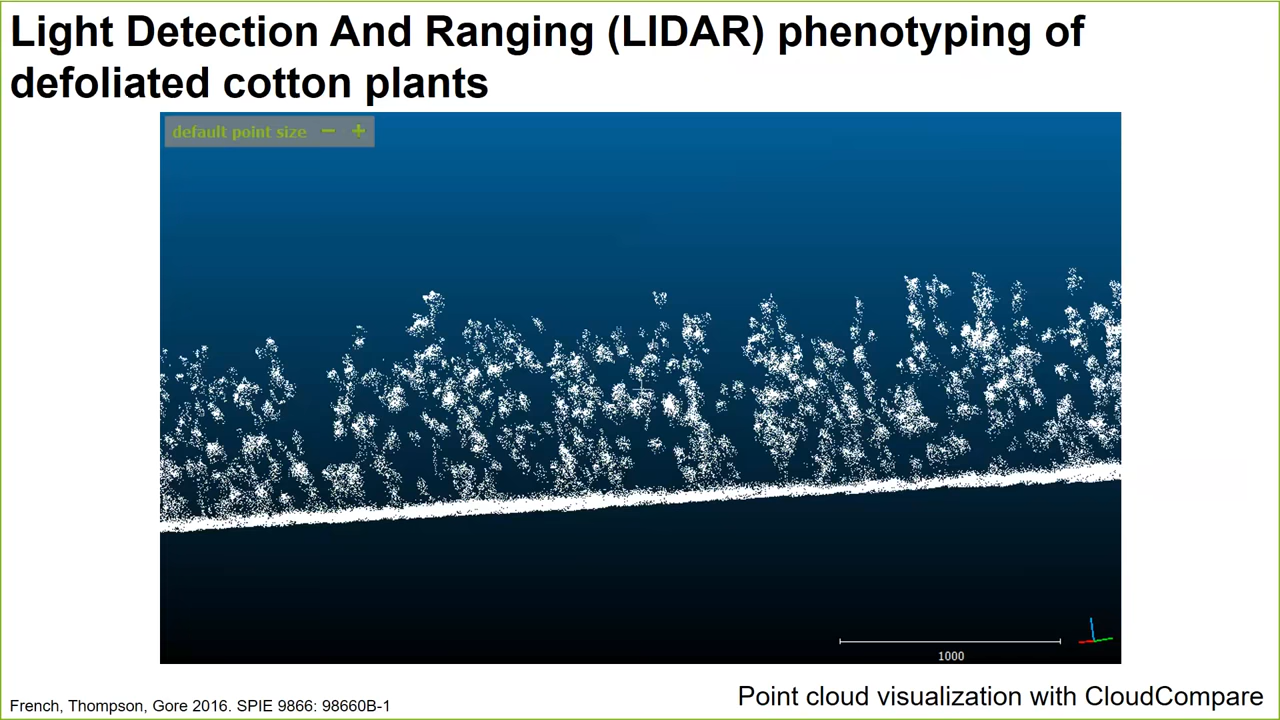 Light Detection And Ranging (LIDAR) phenotyping of
defoliated cotton plants
default point size − +
1000
Point cloud visualization with CloudCompare
French, Thompson, Gore 2016. SPIE 9866: 98660B-1